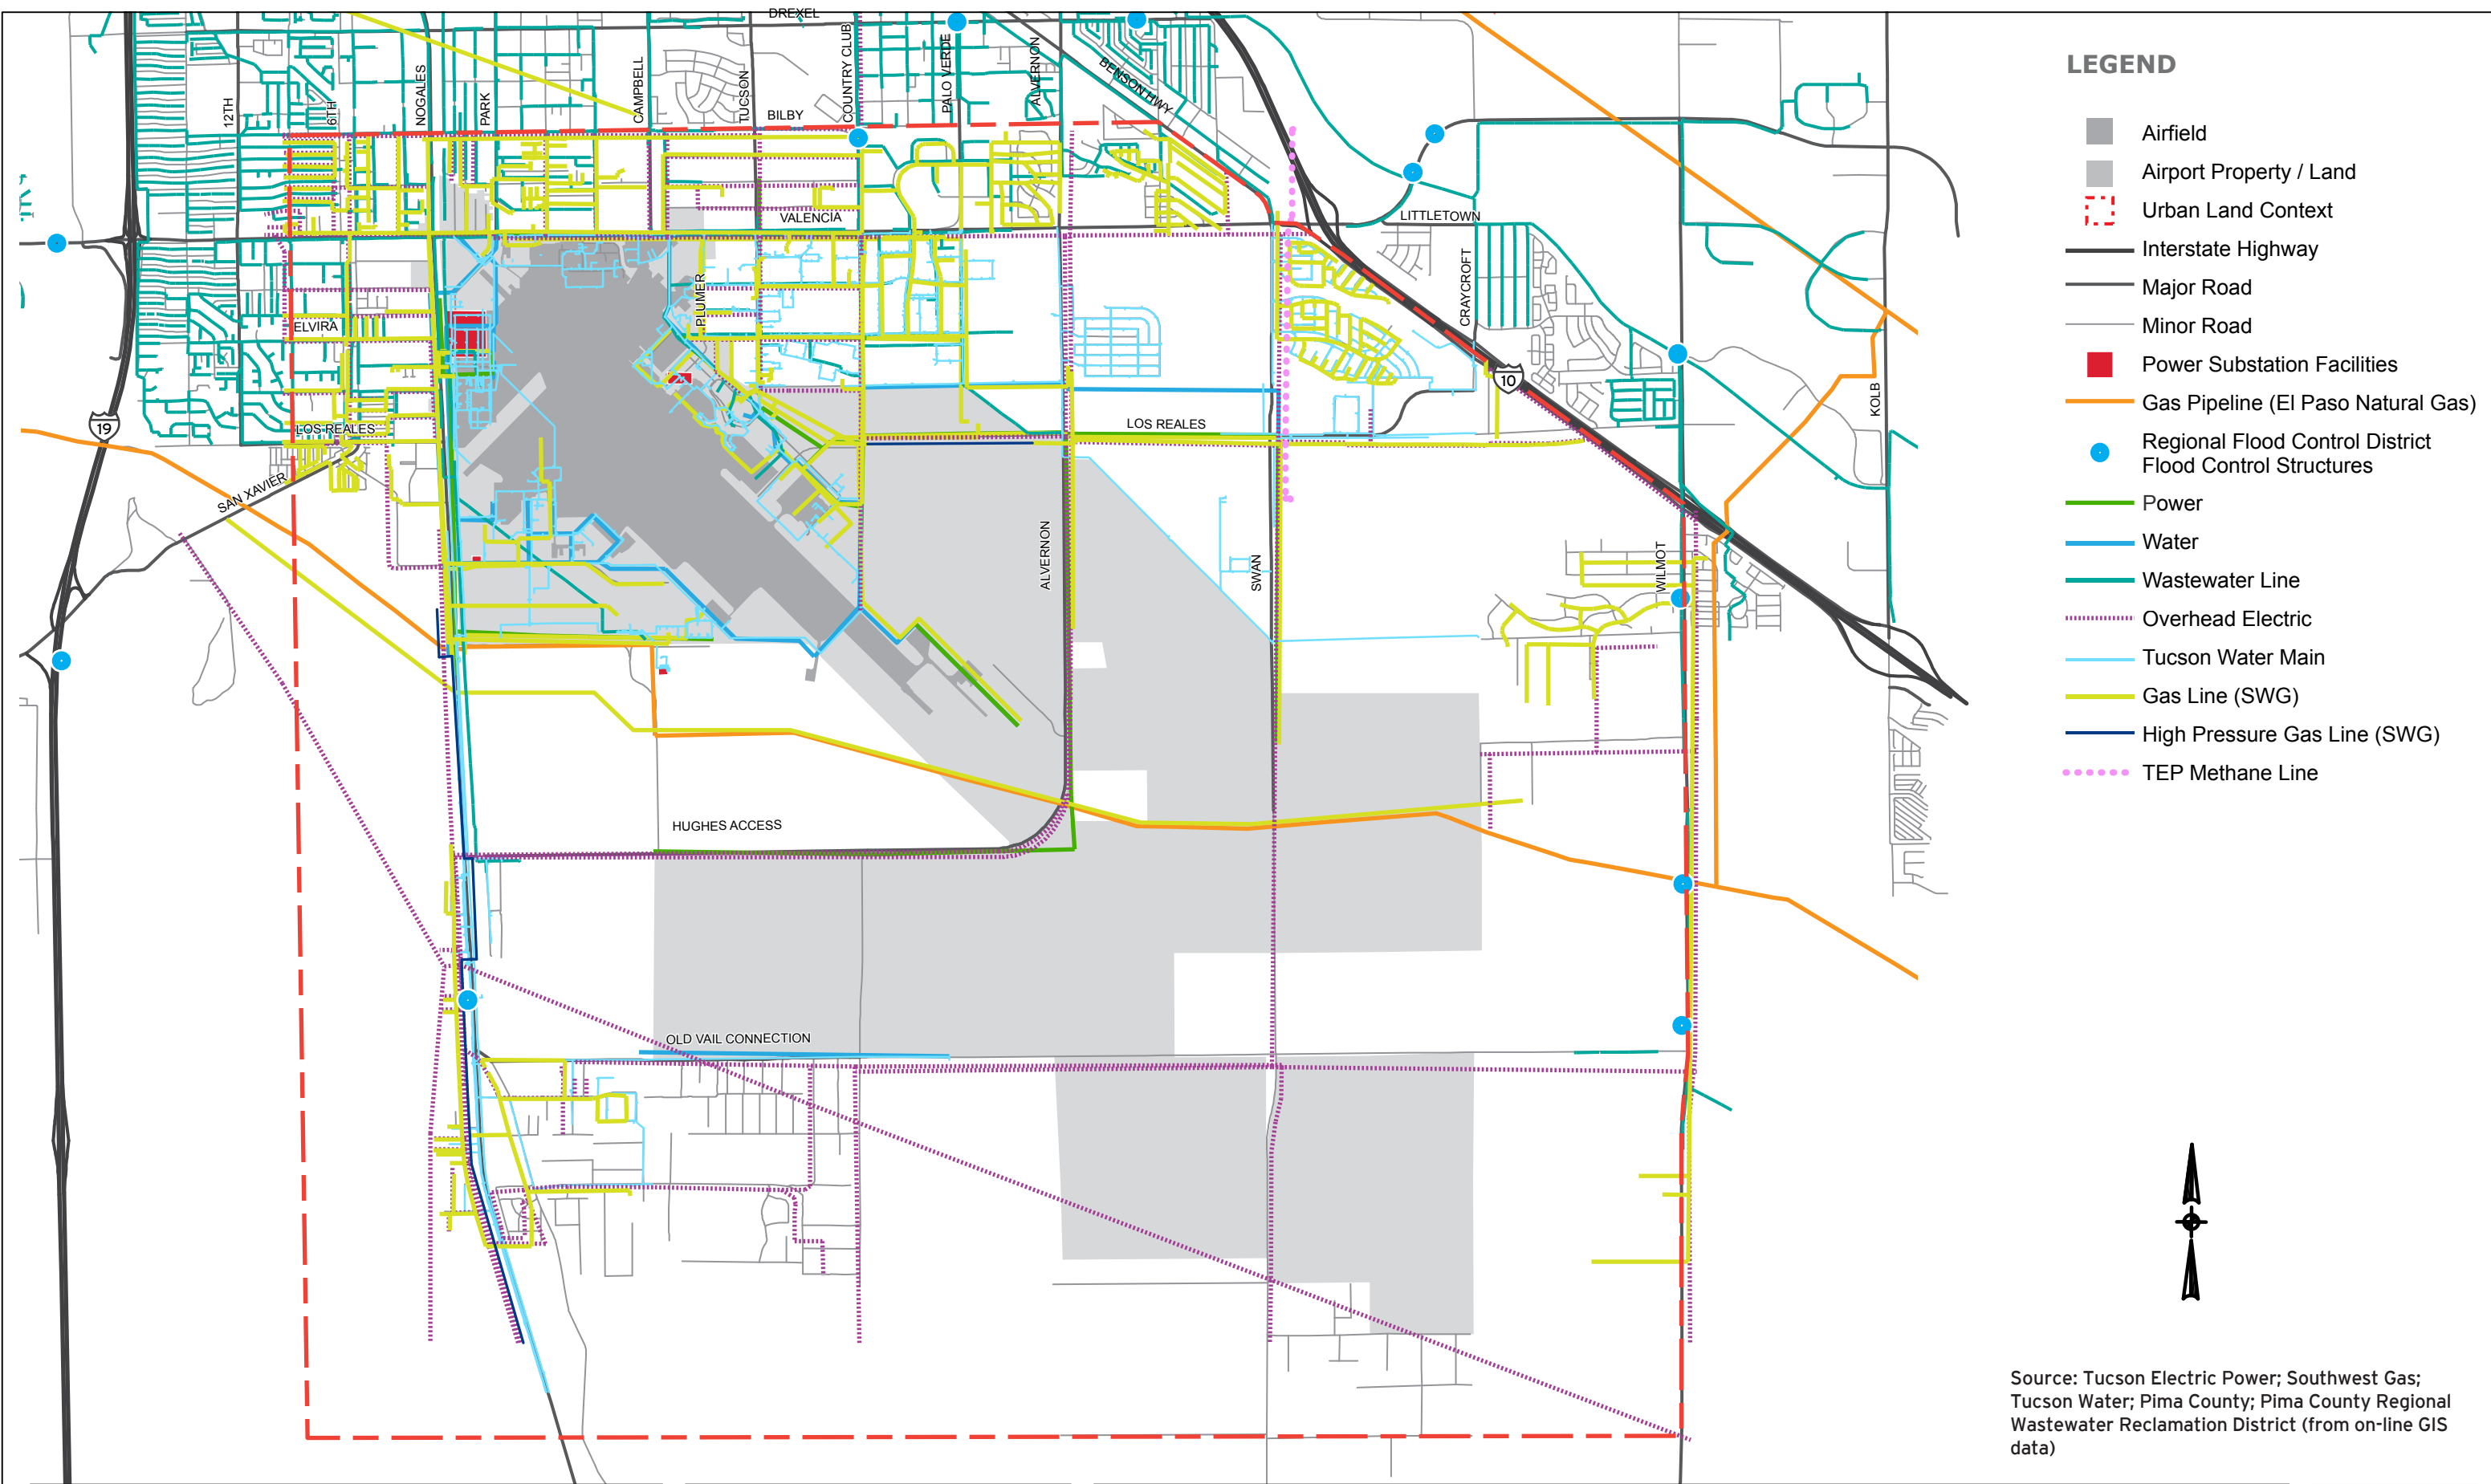 DREXEL
12TH
6TH
NOGALES
PARK
CAMPBELL
TUCSON
COUNTRY CLUB
PALO VERDE
ALVERNON
BENSON HWY
BILBY
VALENCIA
LITTLETOWN
PLUMER
ELVIRA
CRAYCROFT
10
KOLB
19
LOS REALES
LOS REALES
SAN XAVIER
ALVERNON
SWAN
WILMOT
HUGHES ACCESS
OLD VAIL CONNECTION
LEGEND
Airfield
Airport Property / Land
Urban Land Context
Interstate Highway
Major Road
Minor Road
Power Substation Facilities
Gas Pipeline (El Paso Natural Gas)
Regional Flood Control District
Flood Control Structures
Power
Water
Wastewater Line
Overhead Electric
Tucson Water Main
Gas Line (SWG)
High Pressure Gas Line (SWG)
TEP Methane Line
Source: Tucson Electric Power; Southwest Gas;
Tucson Water; Pima County; Pima County Regional
Wastewater Reclamation District (from on-line GIS
data)